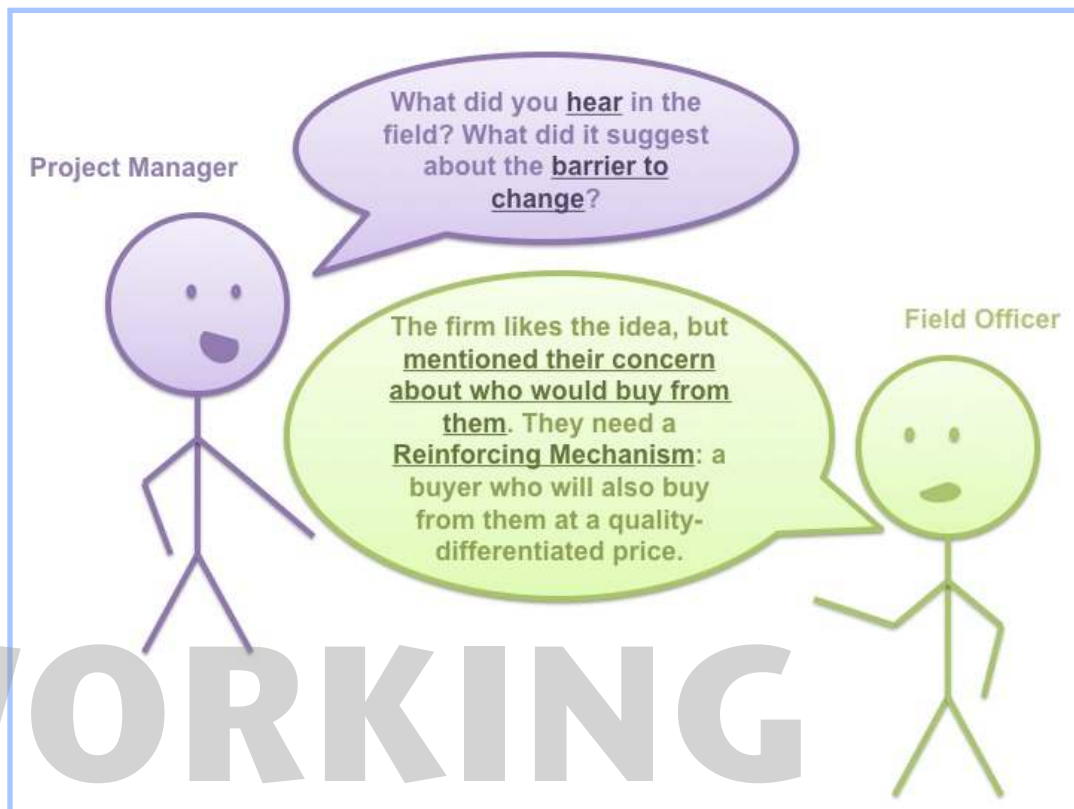 What did you hear in the
field? What did it suggest
about the barrier to
change?
Project Manager
The firm likes the idea, but
mentioned their concern
about who would buy from
them. They need a
Reinforcing Mechanism: a
buyer who will also buy
from them at a quality-
differentiated price.
Field Officer
WORKING